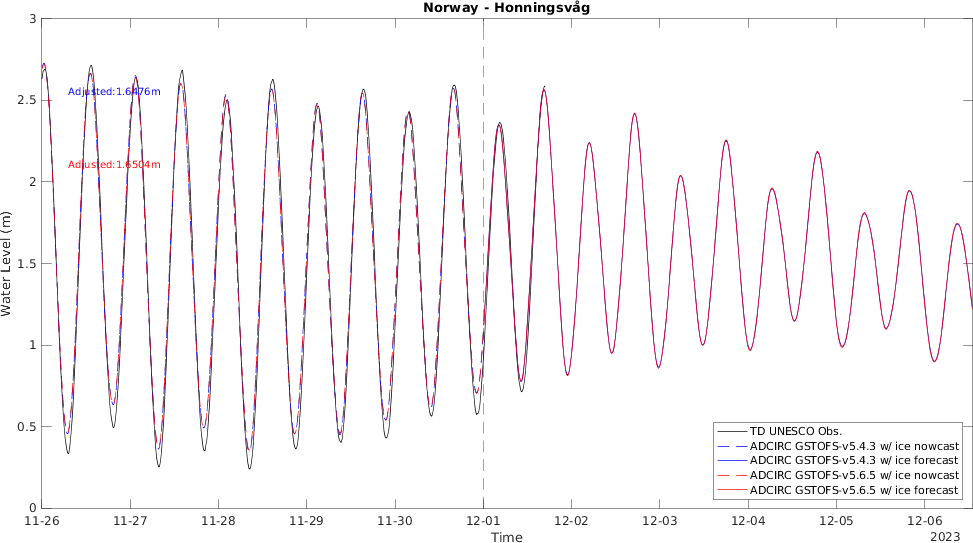 Norway - Honningsvåg
3
2.5
2
1.5
1
0.5
0
Water Level (m)
Adjusted:1.6476m
Adjusted:1.6504m
TD UNESCO Obs.
ADCIRC GSTOFS-v5.4.3 w/ ice nowcast
ADCIRC GSTOFS-v5.4.3 w/ ice forecast
ADCIRC GSTOFS-v5.6.5 w/ ice nowcast
ADCIRC GSTOFS-v5.6.5 w/ ice forecast
11-26 11-27 11-28 11-29 11-30 12-01 12-02 12-03 12-04 12-05 12-06
Time
2023